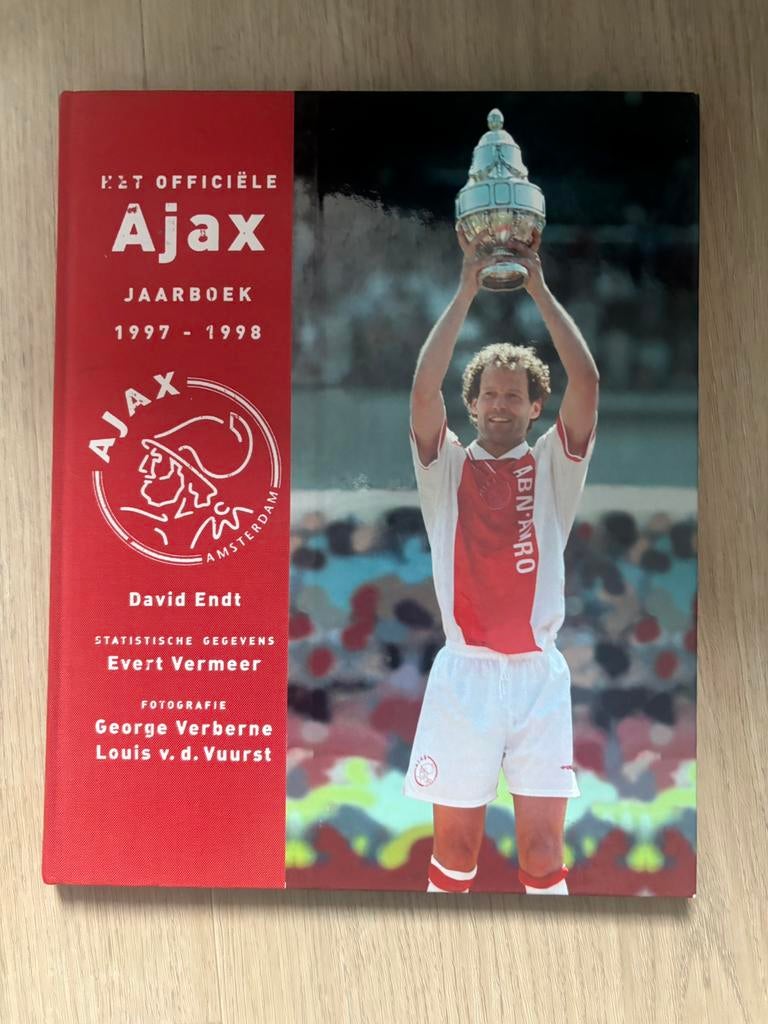 HET OFFICIËLE
Ajax
JAARBOEK
1997 - 1998
AJAX
AMSTERDAM
David Endt
STATISTISCHE GEGEVENS
Evert Vermeer
FOTOGRAFIE
George Verberne
Louis v. d. Vuurst
ABN·AMRO